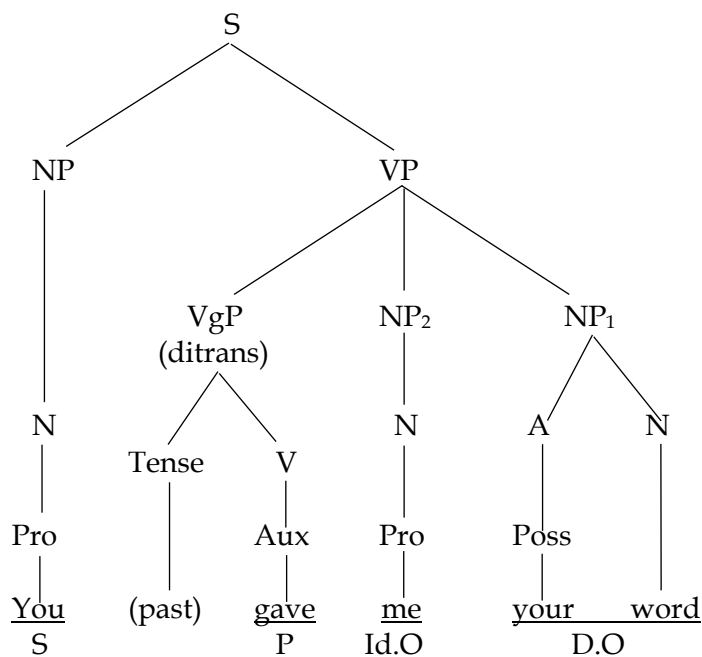 S
NP VP
VgP NP₂ NP₁
(ditrans)
N N A N
Tense V
Pro Aux Pro Poss
You (past) gave me your word
S P Id.O D.O